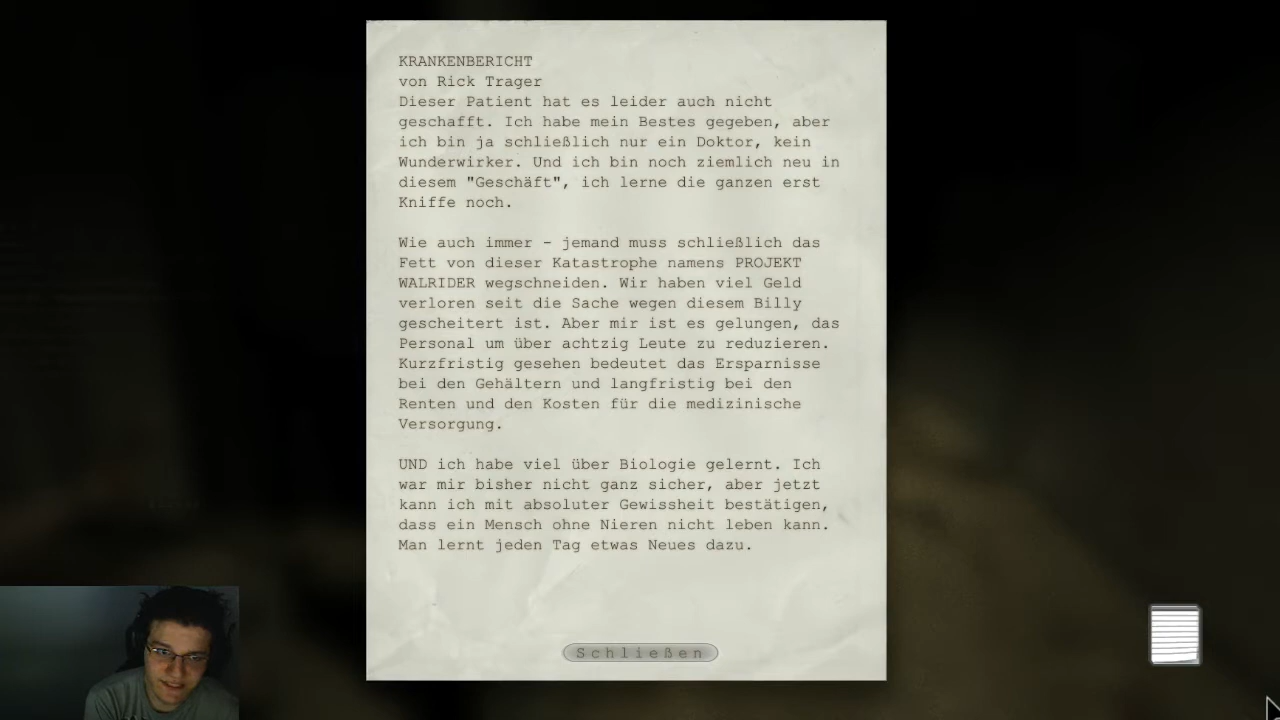 KRANKENBERICHT
von Rick Trager
Dieser Patient hat es leider auch nicht
geschafft. Ich habe mein Bestes gegeben, aber
ich bin ja schließlich nur ein Doktor, kein
Wunderwirker. Und ich bin noch ziemlich neu in
diesem "Geschäft", ich lerne die ganzen erst
Kniffe noch.
Wie auch immer - jemand muss schließlich das
Fett von dieser Katastrophe namens PROJEKT
WALRIDER wegschneiden. Wir haben viel Geld
verloren seit die Sache wegen diesem Billy
gescheitert ist. Aber mir ist es gelungen, das
Personal um über achtzig Leute zu reduzieren.
Kurzfristig gesehen bedeutet das Ersparnisse
bei den Gehältern und langfristig bei den
Renten und den Kosten für die medizinische
Versorgung.
UND ich habe viel über Biologie gelernt. Ich
war mir bisher nicht ganz sicher, aber jetzt
kann ich mit absoluter Gewissheit bestätigen,
dass ein Mensch ohne Nieren nicht leben kann.
Man lernt jeden Tag etwas Neues dazu.
Schließen